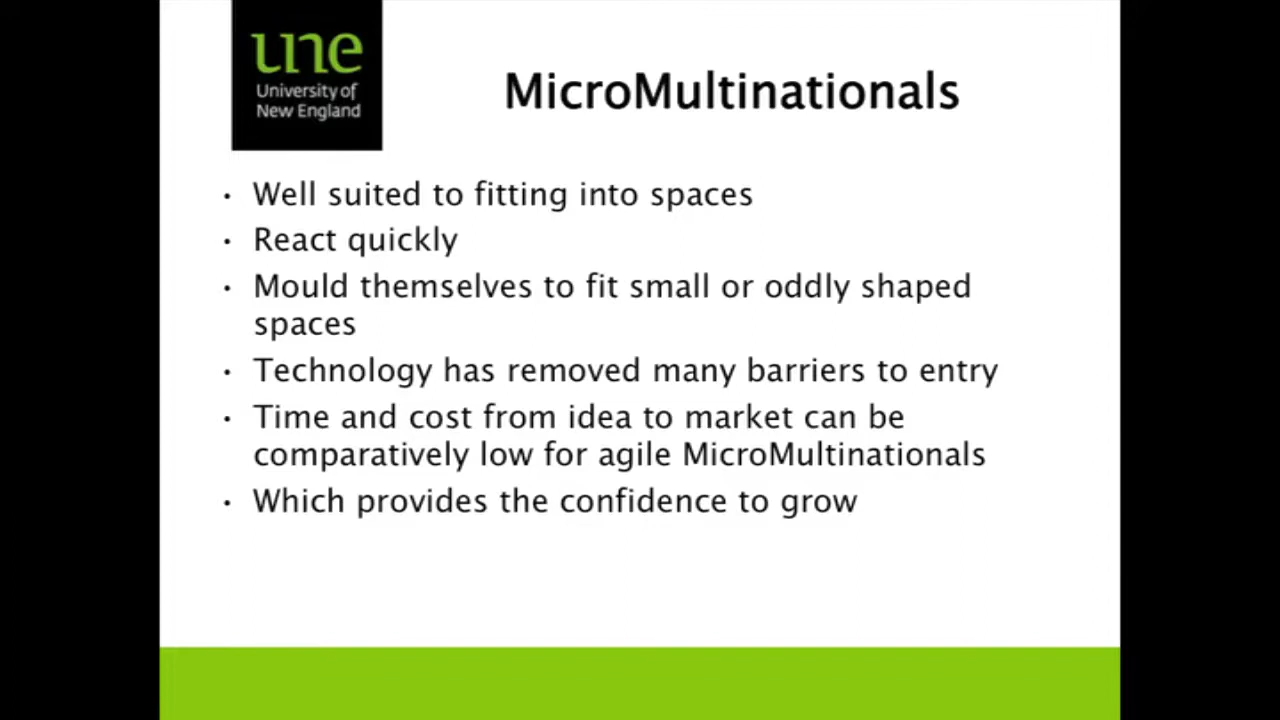 une
University of
New England
MicroMultinationals
• Well suited to fitting into spaces
• React quickly
• Mould themselves to fit small or oddly shaped
spaces
• Technology has removed many barriers to entry
• Time and cost from idea to market can be
comparatively low for agile MicroMultinationals
• Which provides the confidence to grow